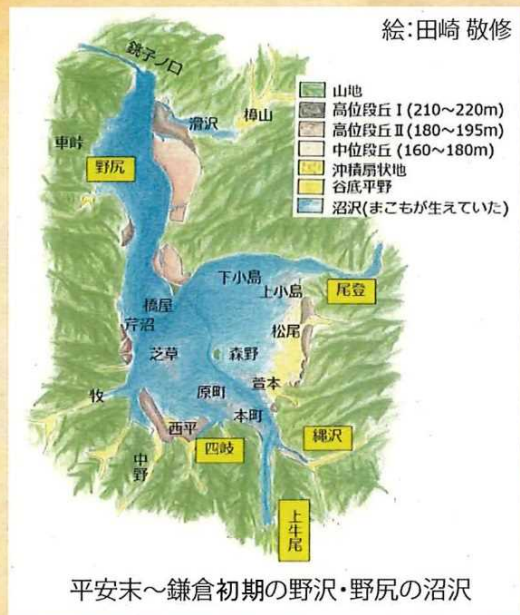 絵:田崎 敬修
銚子ノ口
山地
高位段丘Ⅰ(210～220m)
高位段丘Ⅱ(180～195m)
中位段丘(160～180m)
沖積扇状地
谷底平野
沼沢(まこもが生えていた)
滑沢
樟山
車峠
野尻
下小島
上小島
尾登
橋屋
芹沼
松尾
芝草
森野
萱本
牧
原町
本町
西平
四岐
縄沢
中野
上牛尾
平安末～鎌倉初期の野沢・野尻の沼沢